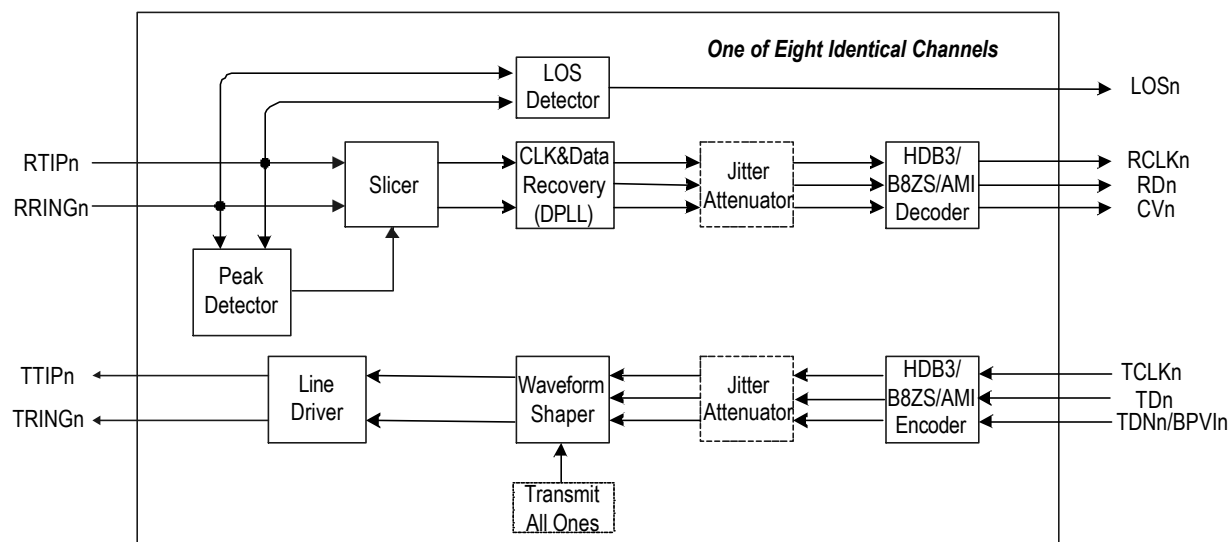 One of Eight Identical Channels
LOS
Detector
LOSn
RTIPn
RRINGn
Slicer
CLK&Data
Recovery
(DPLL)
Jitter
Attenuator
HDB3/
B8ZS/AMI
Decoder
RCLKn
RDn
CVn
Peak
Detector
TTIPn
TRINGn
Line
Driver
Waveform
Shaper
Jitter
Attenuator
HDB3/
B8ZS/AMI
Encoder
TCLKn
TDn
TDNn/BPVIn
Transmit
All Ones